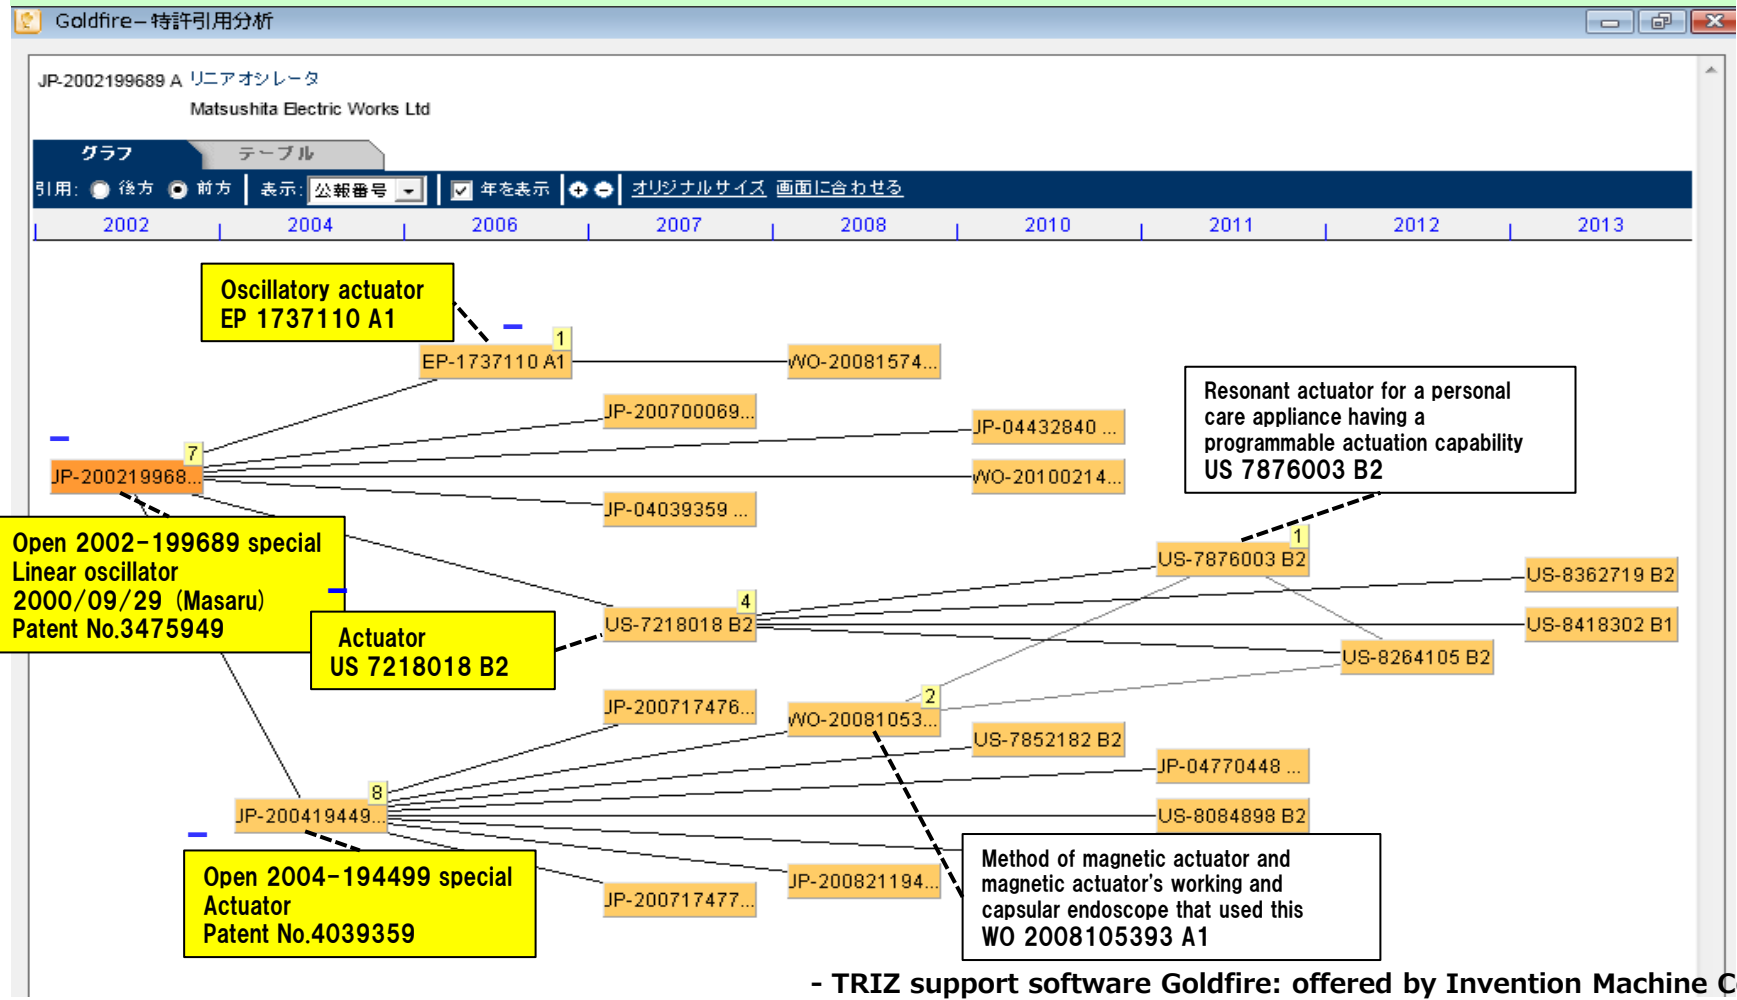 Goldfire－特許引用分析
JP-2002199689 A リニアオシレータ
Matsushita Electric Works Ltd
グラフ テーブル
引用: 後方 前方 表示: 公報番号 年を表示 オリジナルサイズ 画面に合わせる
2002 2004 2006 2007 2008 2010 2011 2012 2013
Oscillatory actuator
EP 1737110 A1
1
EP-1737110 A1
WO-20081574...
Resonant actuator for a personal
care appliance having a
programmable actuation capability
US 7876003 B2
JP-200700069...
JP-04432840 ...
7
JP-200219968...
WO-20100214...
JP-04039359 ...
Open 2002-199689 special
Linear oscillator
2000/09/29 (Masaru)
Patent No.3475949
1
US-7876003 B2
US-8362719 B2
4
US-7218018 B2
US-8418302 B1
Actuator
US 7218018 B2
US-8264105 B2
JP-200717476...
2
WO-20081053...
US-7852182 B2
JP-04770448 ...
8
JP-200419449...
US-8084898 B2
Open 2004-194499 special
Actuator
Patent No.4039359
JP-200821194...
JP-200717477...
Method of magnetic actuator and
magnetic actuator's working and
capsular endoscope that used this
WO 2008105393 A1
- TRIZ support software Goldfire: offered by Invention Machine C